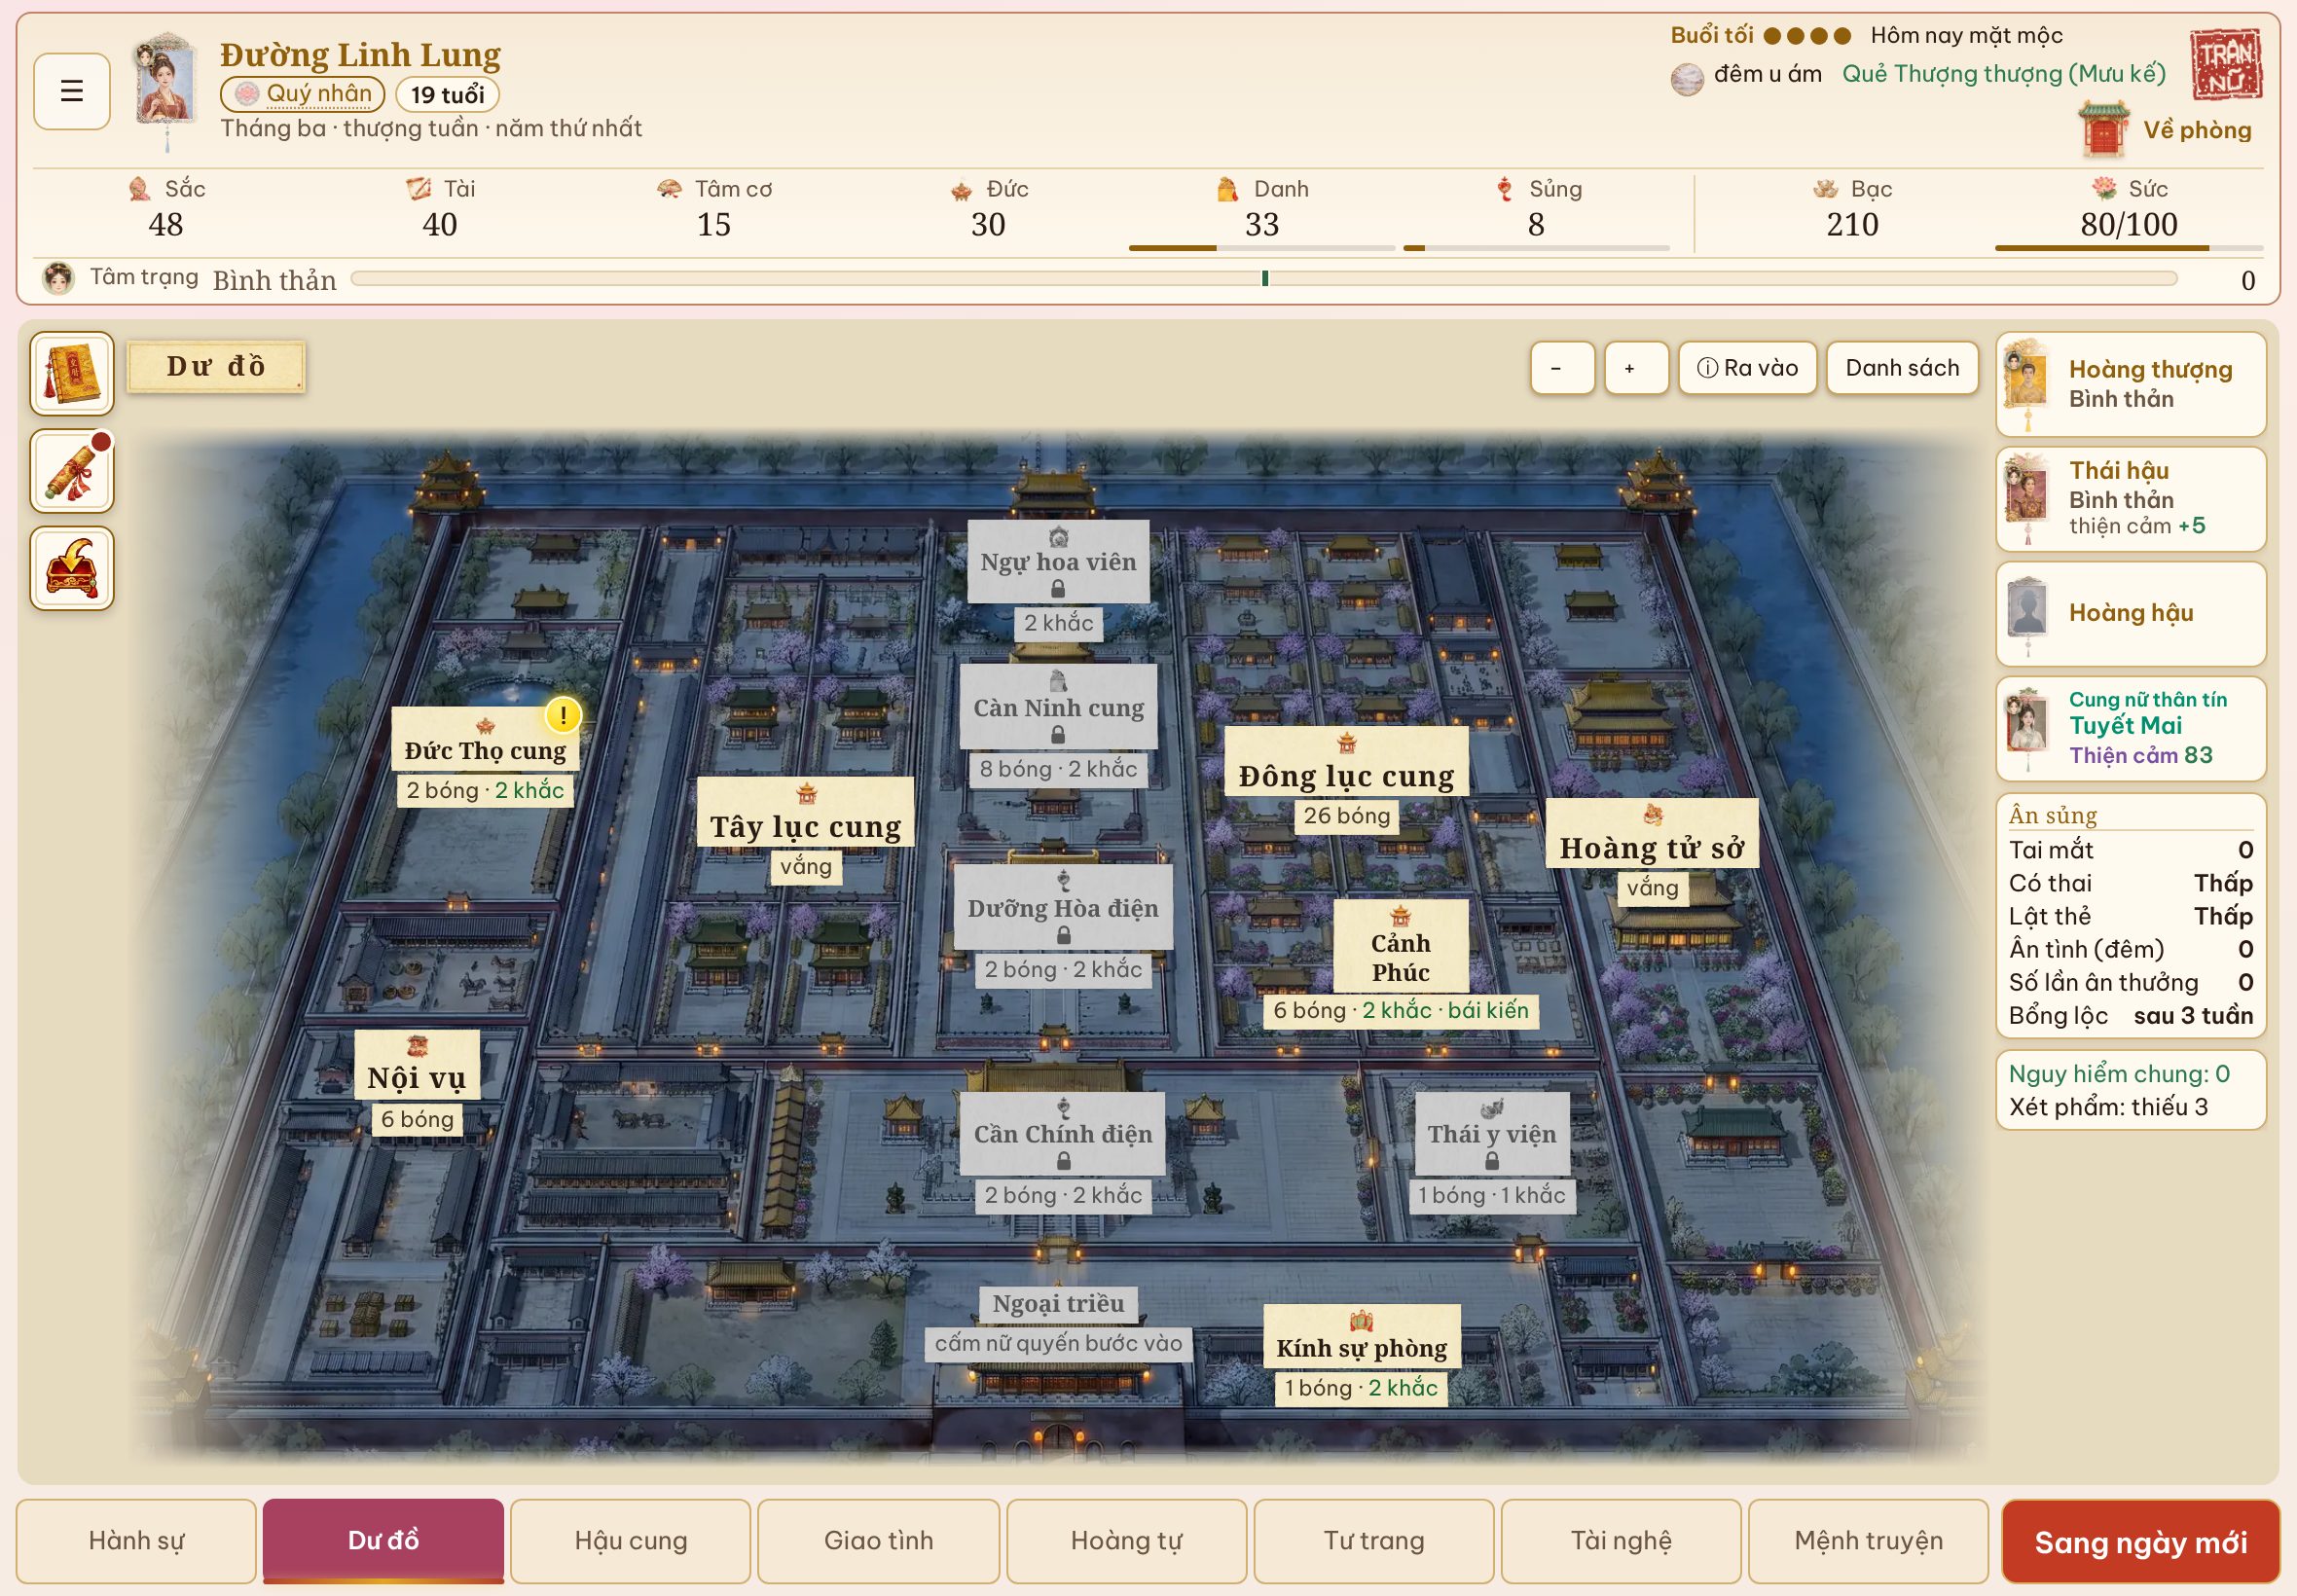 Đường Linh Lung
Quý nhân
19 tuổi
Tháng ba · thượng tuần · năm thứ nhất
Buổi tối
Hôm nay mặt mộc
đêm u ám
Quẻ Thượng thượng (Mưu kế)
TRÂN NỮ
Về phòng
Sắc
48
Tài
40
Tâm cơ
15
Đức
30
Danh
33
Sủng
8
Bạc
210
Sức
80/100
Tâm trạng
Bình thản
0
Dư đồ
-
+
ⓘ Ra vào
Danh sách
Ngự hoa viên
2 khắc
Càn Ninh cung
8 bóng · 2 khắc
Đức Thọ cung
!
2 bóng · 2 khắc
Tây lục cung
vắng
Đông lục cung
26 bóng
Hoàng tử sở
vắng
Dưỡng Hòa điện
2 bóng · 2 khắc
Cảnh
Phúc
6 bóng · 2 khắc · bái kiến
Nội vụ
6 bóng
Cần Chính điện
2 bóng · 2 khắc
Thái y viện
1 bóng · 1 khắc
Ngoại triều
cấm nữ quyến bước vào
Kính sự phòng
1 bóng · 2 khắc
Hoàng thượng
Bình thản
Thái hậu
Bình thản
thiện cảm +5
Hoàng hậu
Cung nữ thân tín
Tuyết Mai
Thiện cảm 83
Ân sủng
Tai mắt 0
Có thai Thấp
Lật thẻ Thấp
Ân tình (đêm) 0
Số lần ân thưởng 0
Bổng lộc sau 3 tuần
Nguy hiểm chung: 0
Xét phẩm: thiếu 3
Hành sự
Dư đồ
Hậu cung
Giao tình
Hoàng tự
Tư trang
Tài nghệ
Mệnh truyện
Sang ngày mới